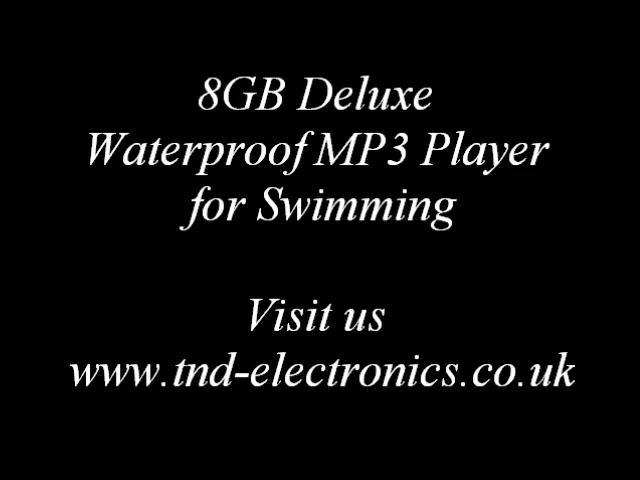 8GB Deluxe
Waterproof MP3 Player
for Swimming
Visit us
www.tnd-electronics.co.uk